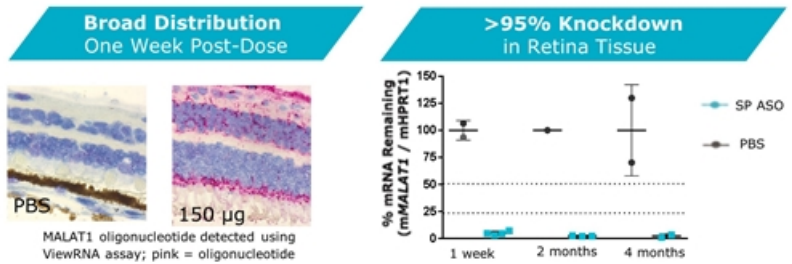 Broad Distribution
One Week Post-Dose
PBS
150 µg
MALAT1 oligonucleotide detected using
ViewRNA assay; pink = oligonucleotide
>95% Knockdown
in Retina Tissue
% mRNA Remaining
(mMALAT1 / mHPRT1)
150
125
100
75
50
25
0
1 week
2 months
4 months
SP ASO
PBS